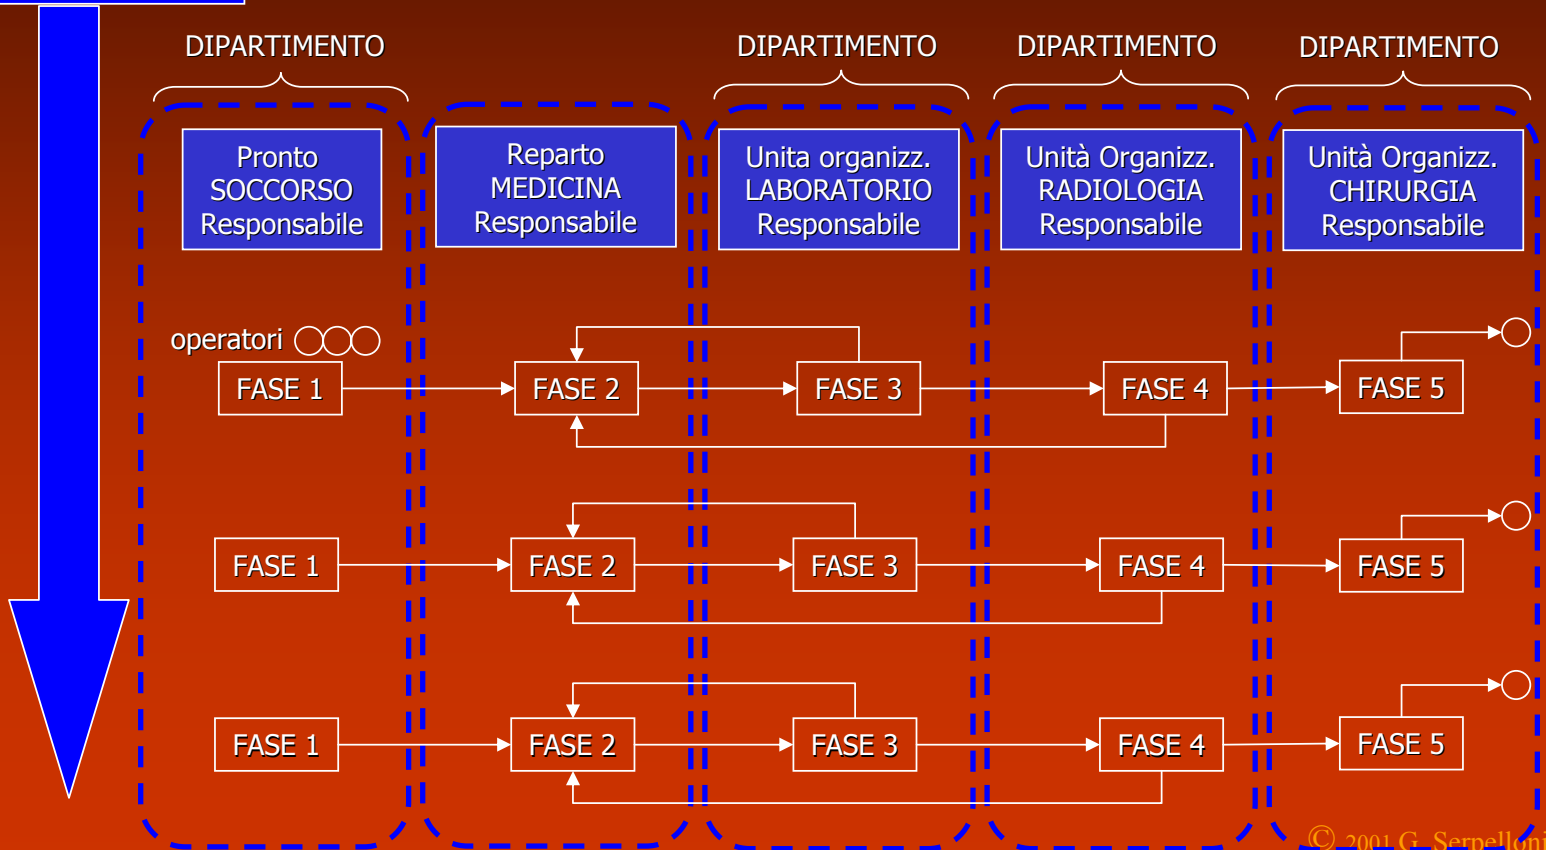 DIPARTIMENTO
DIPARTIMENTO
DIPARTIMENTO
DIPARTIMENTO
Pronto
SOCCORSO
Responsabile
Reparto
MEDICINA
Responsabile
Unita organizz.
LABORATORIO
Responsabile
Unità Organizz.
RADIOLOGIA
Responsabile
Unità Organizz.
CHIRURGIA
Responsabile
operatori
FASE 1
FASE 2
FASE 3
FASE 4
FASE 5
FASE 1
FASE 2
FASE 3
FASE 4
FASE 5
FASE 1
FASE 2
FASE 3
FASE 4
FASE 5
© 2001 G. Serpelloni